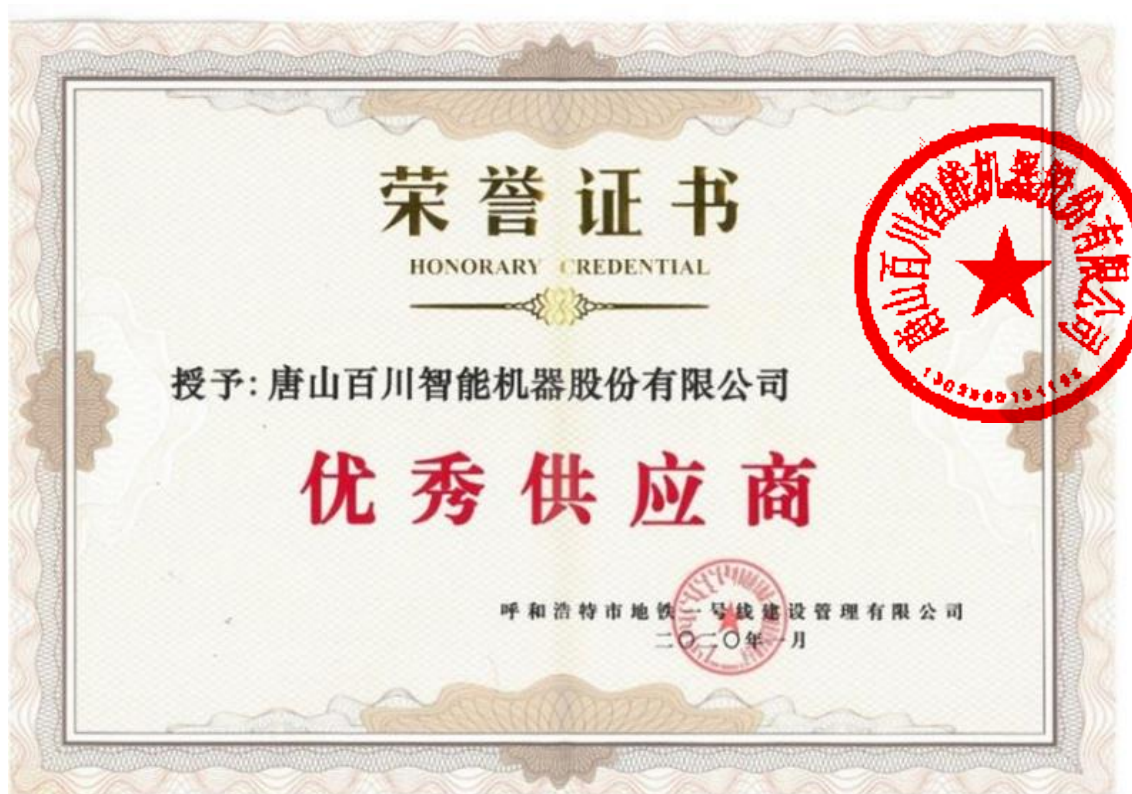 荣誉证书
HONORARY CREDENTIAL
授予:唐山百川智能机器股份有限公司
优秀供应商
呼和浩特市地铁一号线建设管理有限公司
二〇二〇年一月
唐山百川智能机器股份有限公司